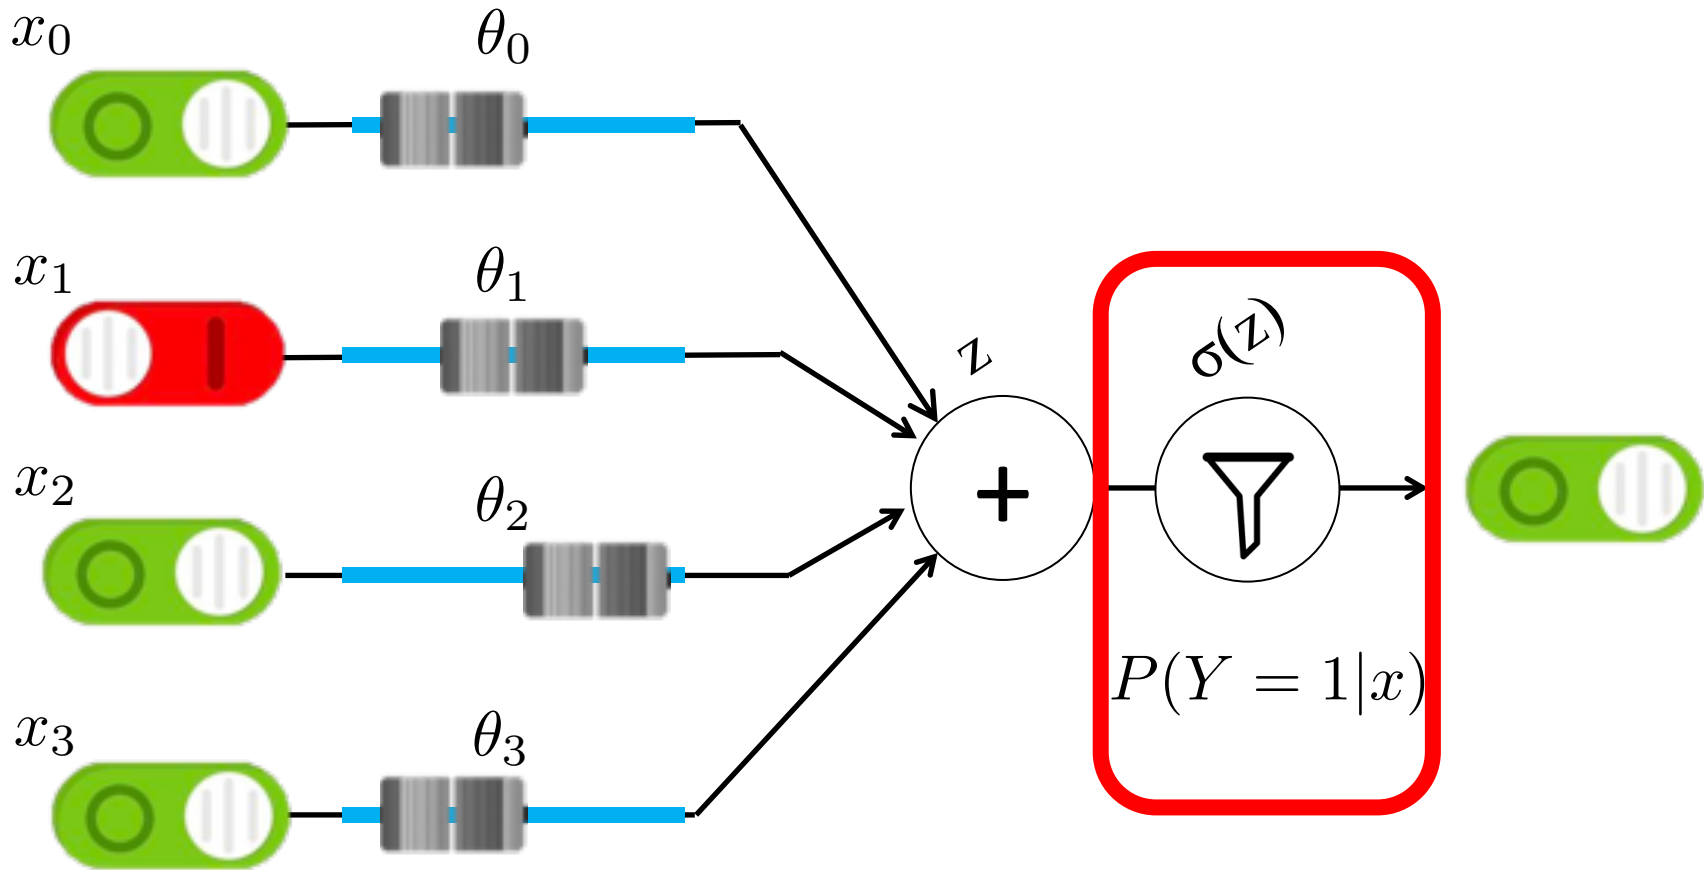 x₀
θ₀
x₁
θ₁
x₂
θ₂
x₃
θ₃
z
+
σ(z)
P(Y = 1|x)